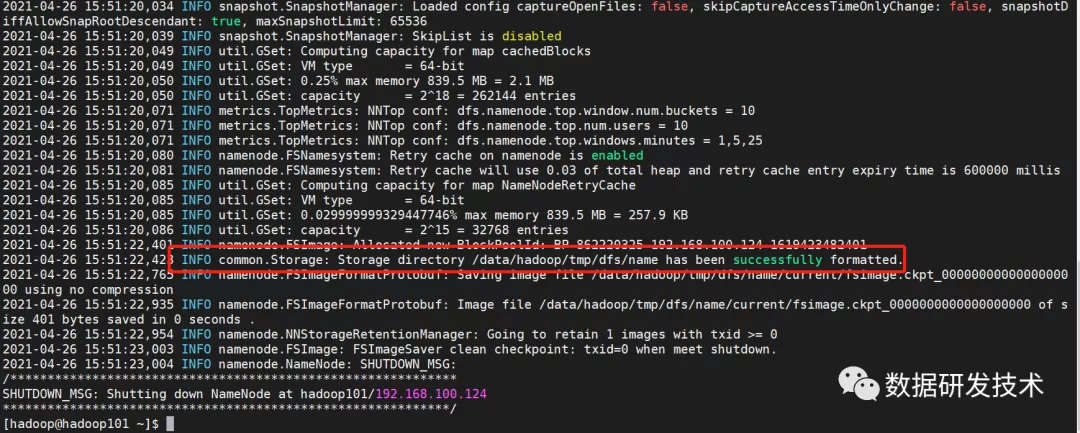 2021-04-26 15:51:20,034 INFO snapshot.SnapshotManager: Loaded config captureOpenFiles: false, skipCaptureAccessTimeOnlyChange: false, snapshotD
iffAllowSnapRootDescendant: true, maxSnapshotLimit: 65536
2021-04-26 15:51:20,039 INFO snapshot.SnapshotManager: SkipList is disabled
2021-04-26 15:51:20,049 INFO util.GSet: Computing capacity for map cachedBlocks
2021-04-26 15:51:20,049 INFO util.GSet: VM type       = 64-bit
2021-04-26 15:51:20,050 INFO util.GSet: 0.25% max memory 839.5 MB = 2.1 MB
2021-04-26 15:51:20,050 INFO util.GSet: capacity      = 2^18 = 262144 entries
2021-04-26 15:51:20,071 INFO metrics.TopMetrics: NNTop conf: dfs.namenode.top.window.num.buckets = 10
2021-04-26 15:51:20,071 INFO metrics.TopMetrics: NNTop conf: dfs.namenode.top.num.users = 10
2021-04-26 15:51:20,071 INFO metrics.TopMetrics: NNTop conf: dfs.namenode.top.windows.minutes = 1,5,25
2021-04-26 15:51:20,080 INFO namenode.FSNamesystem: Retry cache on namenode is enabled
2021-04-26 15:51:20,081 INFO namenode.FSNamesystem: Retry cache will use 0.03 of total heap and retry cache entry expiry time is 600000 millis
2021-04-26 15:51:20,085 INFO util.GSet: Computing capacity for map NameNodeRetryCache
2021-04-26 15:51:20,085 INFO util.GSet: VM type       = 64-bit
2021-04-26 15:51:20,085 INFO util.GSet: 0.029999999329447746% max memory 839.5 MB = 257.9 KB
2021-04-26 15:51:20,086 INFO util.GSet: capacity      = 2^15 = 32768 entries
2021-04-26 15:51:22,401 INFO namenode.FSImage: Allocated new BlockPoolId: BP-862229325-192.168.100.124-1619423482401
2021-04-26 15:51:22,423 INFO common.Storage: Storage directory /data/hadoop/tmp/dfs/name has been successfully formatted.
2021-04-26 15:51:22,765 INFO namenode.FSImageFormatProtobuf: Saving image file /data/hadoop/tmp/dfs/name/current/fsimage.ckpt_00000000000000000
00 using no compression
2021-04-26 15:51:22,935 INFO namenode.FSImageFormatProtobuf: Image file /data/hadoop/tmp/dfs/name/current/fsimage.ckpt_0000000000000000000 of s
ize 401 bytes saved in 0 seconds .
2021-04-26 15:51:22,954 INFO namenode.NNStorageRetentionManager: Going to retain 1 images with txid >= 0
2021-04-26 15:51:23,003 INFO namenode.FSImage: FSImageSaver clean checkpoint: txid=0 when meet shutdown.
2021-04-26 15:51:23,004 INFO namenode.NameNode: SHUTDOWN_MSG:
/************************************************************
SHUTDOWN_MSG: Shutting down NameNode at hadoop101/192.168.100.124
************************************************************/
[hadoop@hadoop101 ~]$
数据研发技术